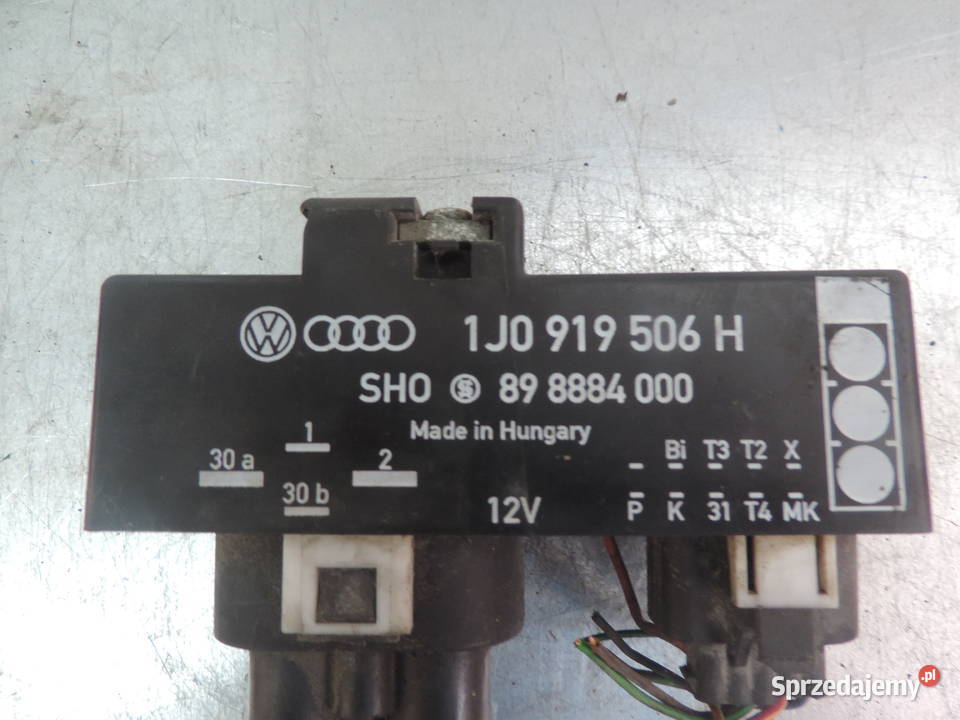 1J0 919 506 H
SHO 89 8884 000
Made in Hungary
1
30 a
2
30 b
12V
Bi T3 T2 X
P K 31 T4 MK
Sprzedajemy.pl